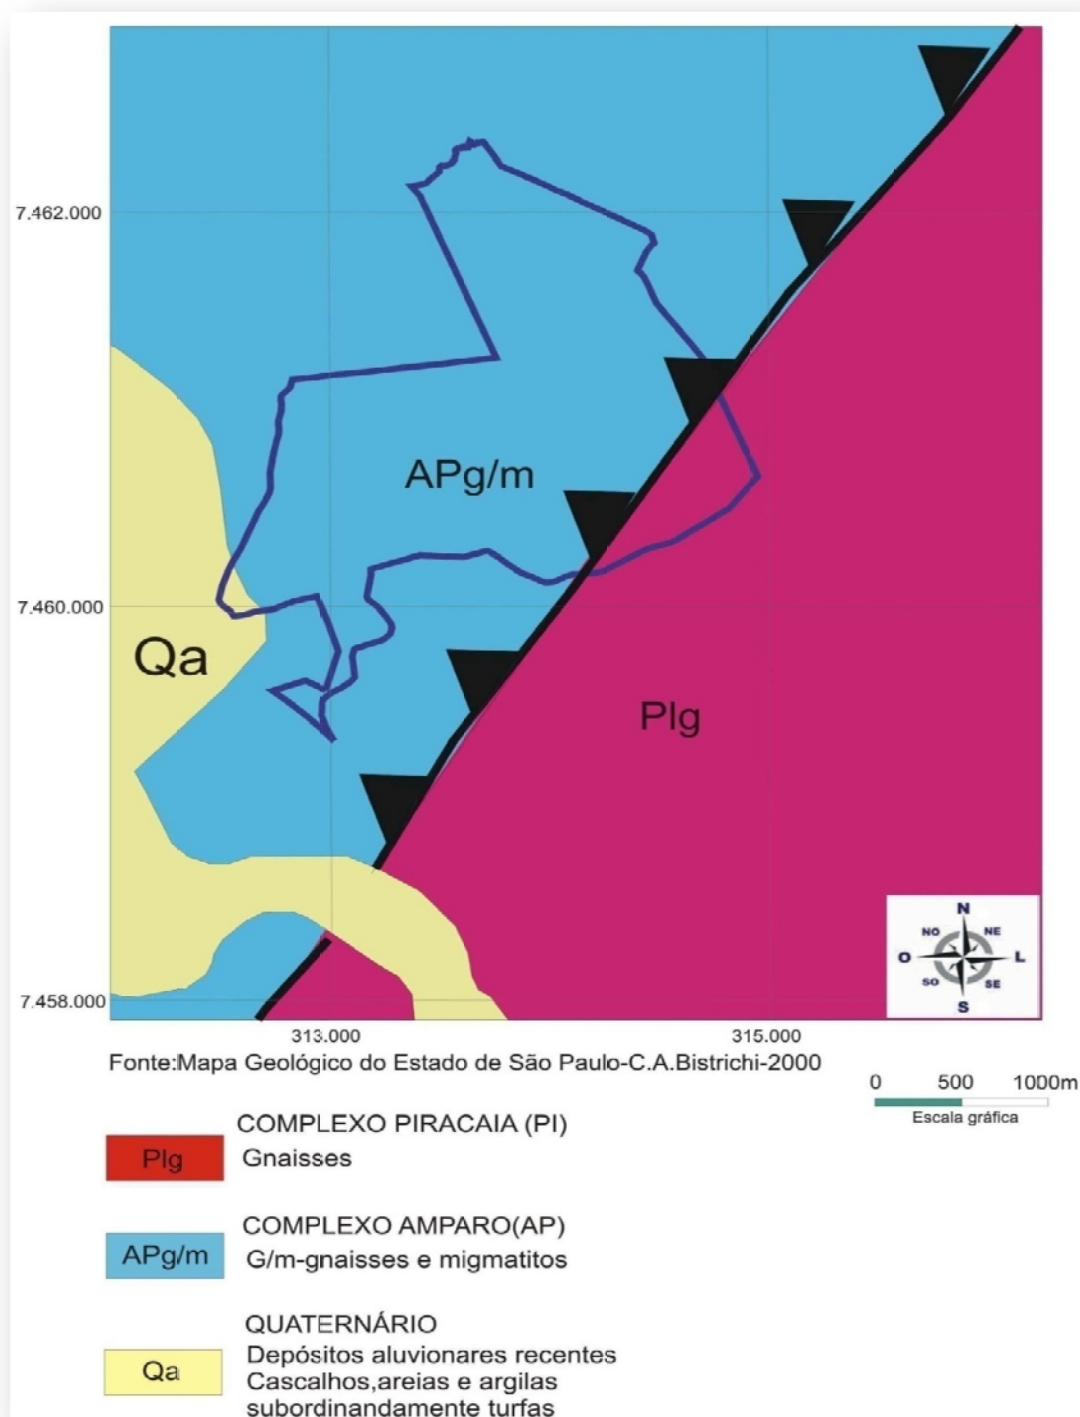 7.462.000
APg/m
7.460.000
Qa
PIg
N
NO
NE
O
L
SO
SE
S
7.458.000
313.000
315.000
Fonte:Mapa Geológico do Estado de São Paulo-C.A.Bistrichi-2000
0 500 1000m
Escala gráfica
COMPLEXO PIRACAIA (PI)
PIg
Gnaisses
COMPLEXO AMPARO(AP)
APg/m
G/m-gnaisses e migmatitos
QUATERNÁRIO
Depósitos aluvionares recentes
Qa
Cascalhos,areias e argilas
subordinandamente turfas